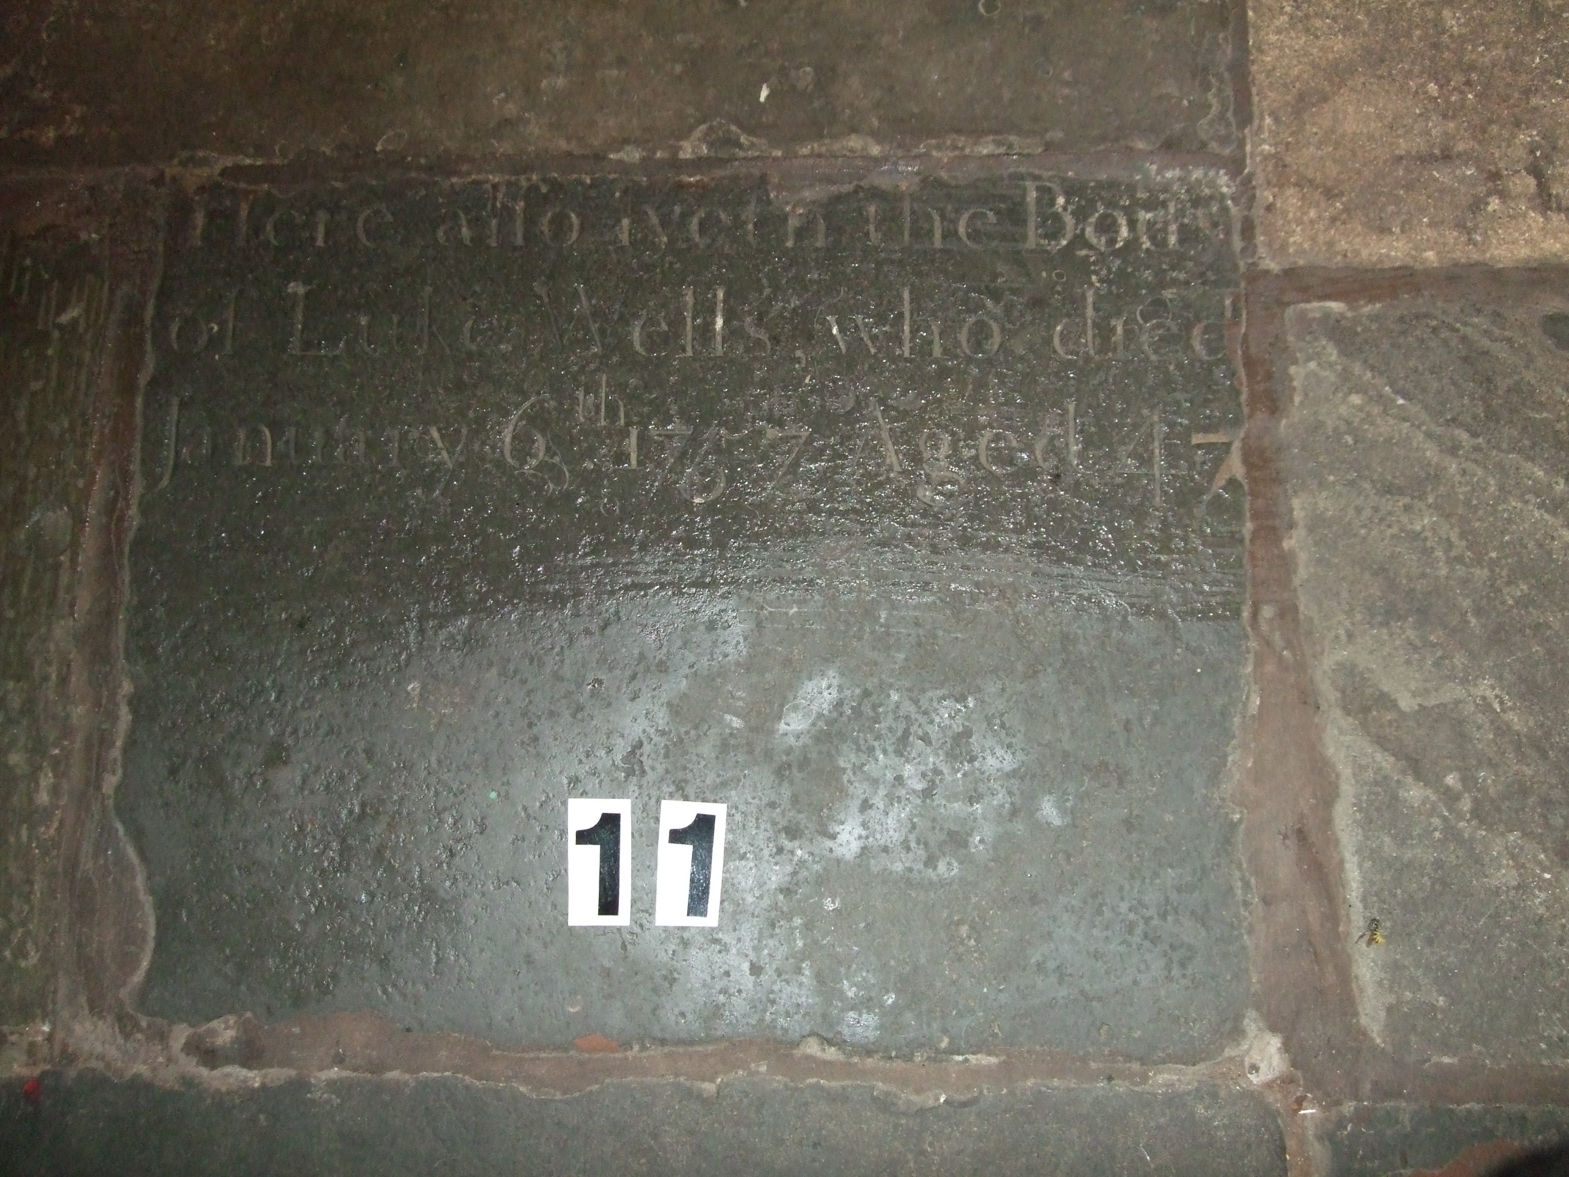 Here alſo lyeth the Body
of Luke Wells, who died
January 6th 1757 Aged 47
11